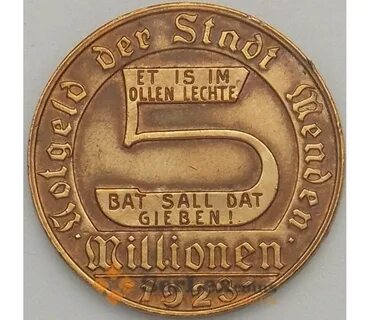 Notgeld der Stadt Menden
ET IS IM
OLLEN LECHTE
5
BAT SALL DAT
GIEBEN!
Millionen
1923